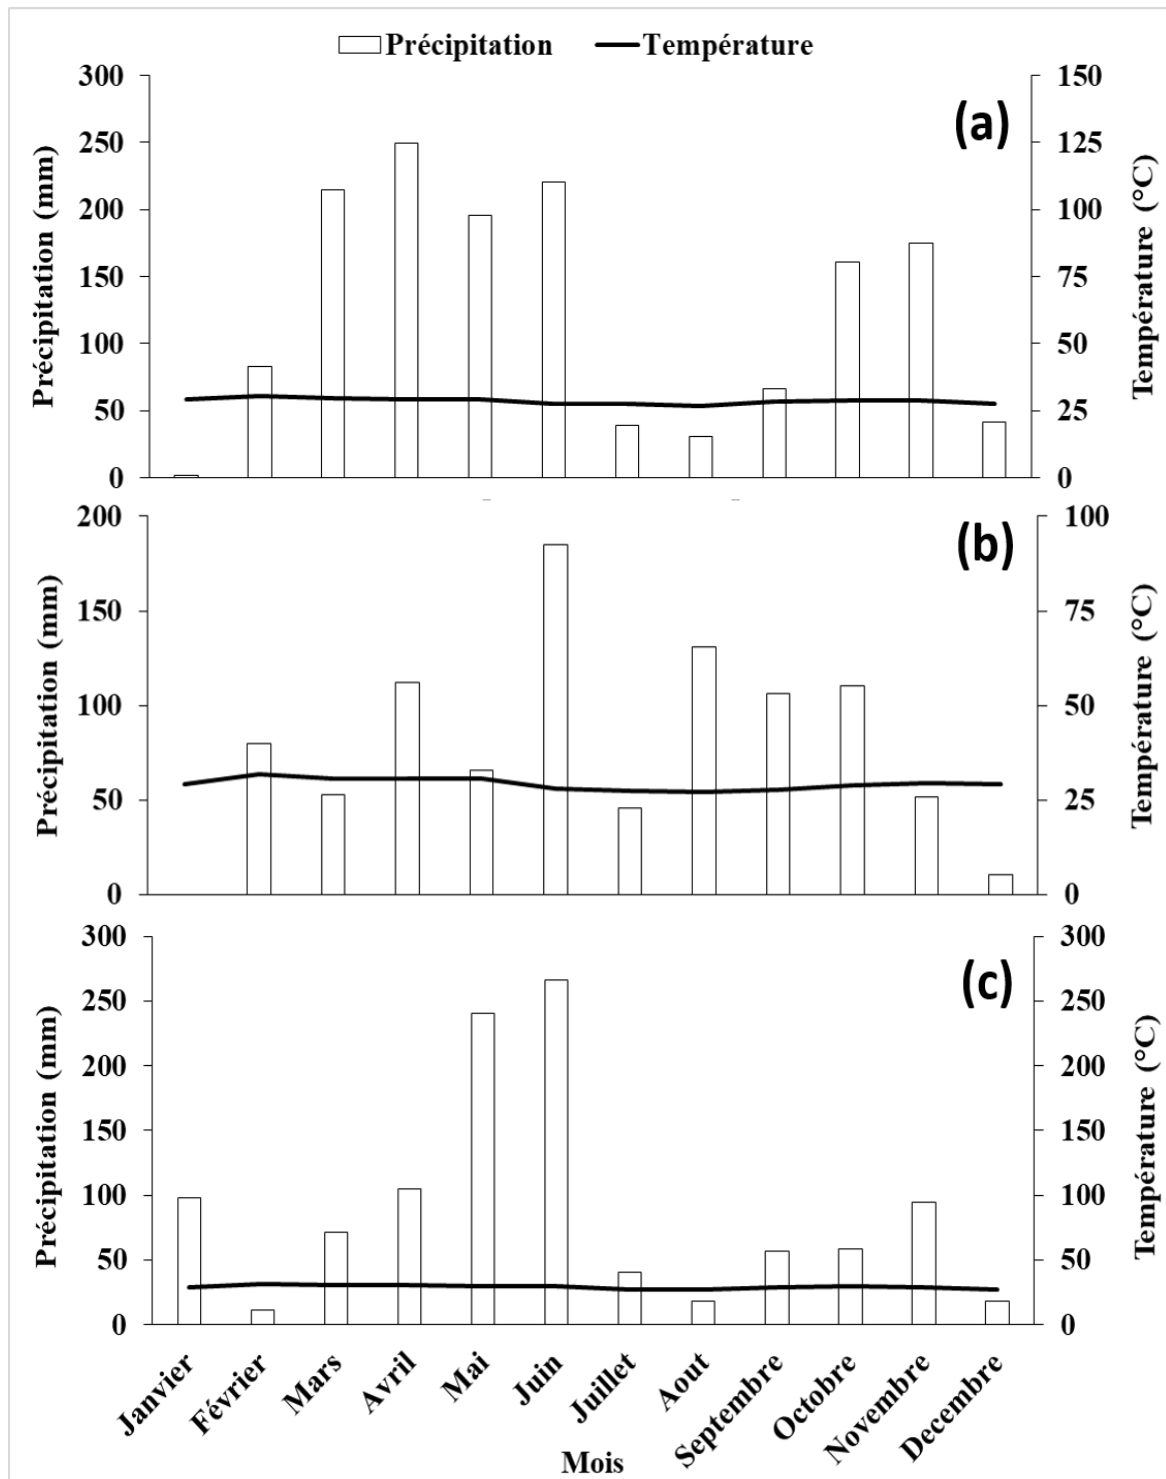 Précipitation Température
300 150
(a)
250 125
200 100
150 75
100 50
50 25
0 0
Précipitation (mm)
Température (°C)
200 100
(b)
150 75
100 50
50 25
0 0
Précipitation (mm)
Température (°C)
300 300
(c)
250 250
200 200
150 150
100 100
50 50
0 0
Précipitation (mm)
Température (°C)
Janvier Février Mars Avril Mai Juin Juillet Aout Septembre Octobre Novembre Decembre
Mois